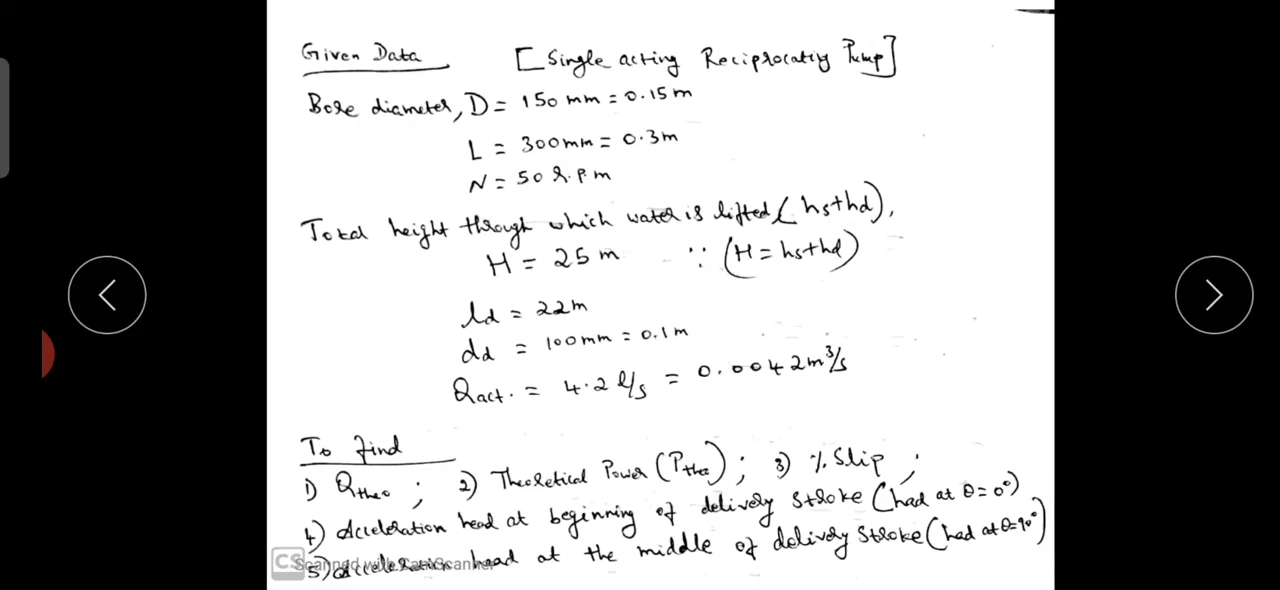 Given Data [Single acting Reciprocating Pump]
Bore diameter, D = 150 mm = 0.15 m
L = 300 mm = 0.3 m
N = 50 r.p.m
Total height through which water is lifted (hs+hd),
H = 25 m ∵ (H = hs+hd)
ld = 22m
dd = 100 mm = 0.1 m
Qact. = 4.2 l/s = 0.0042 m³/s
To find
1) Qtheo ; 2) Theoretical Power (Ptheo) ; 3) % Slip ;
4) Acceleration head at beginning of delivery stroke (had at θ=0°)
5) acceleration head at the middle of delivery stroke (had at θ=90°)
CS Scanned with CamScanner